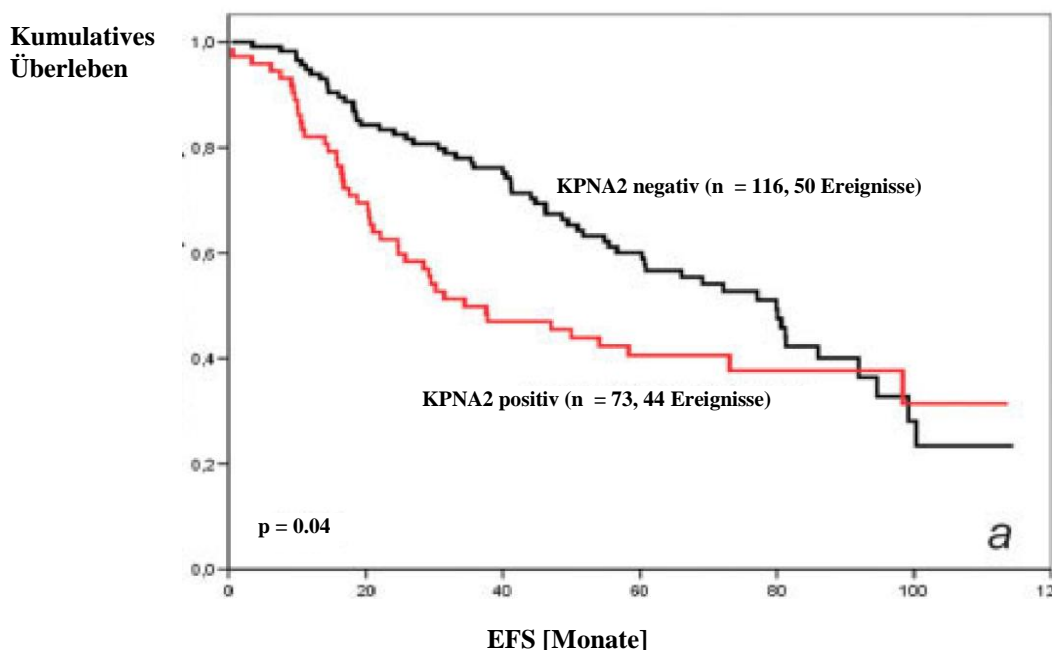 Kumulatives
Überleben
1,0
0,8
KPNA2 negativ (n = 116, 50 Ereignisse)
0,6
0,4
KPNA2 positiv (n = 73, 44 Ereignisse)
0,2
p = 0.04
a
0,0
0 20 40 60 80 100 12
EFS [Monate]